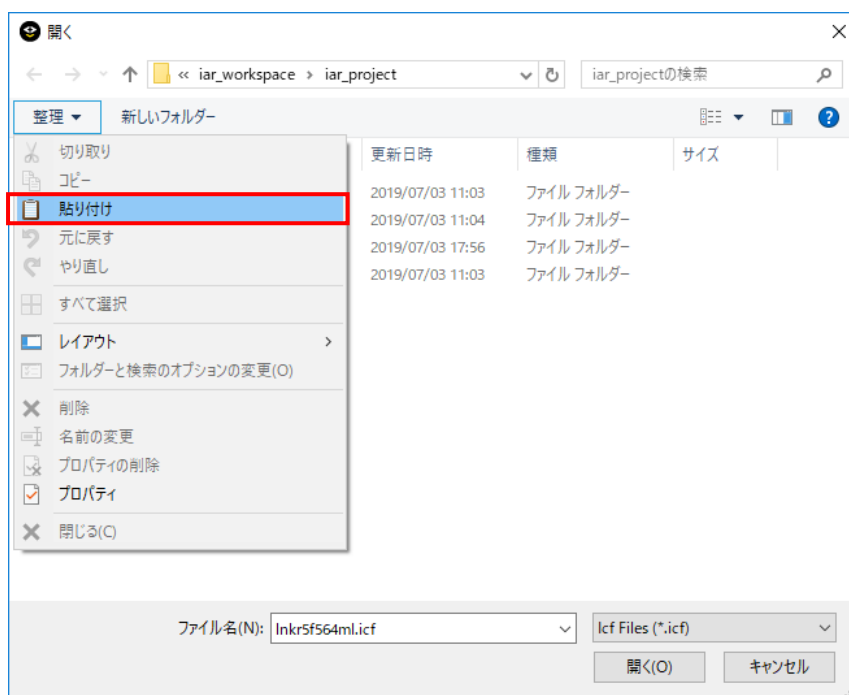 開く
« iar_workspace › iar_project
iar_projectの検索
整理 新しいフォルダー
更新日時 種類 サイズ
2019/07/03 11:03 ファイル フォルダー
2019/07/03 11:04 ファイル フォルダー
2019/07/03 17:56 ファイル フォルダー
2019/07/03 11:03 ファイル フォルダー
切り取り
コピー
貼り付け
元に戻す
やり直し
すべて選択
レイアウト
フォルダーと検索のオプションの変更(O)
削除
名前の変更
プロパティの削除
プロパティ
閉じる(C)
ファイル名(N): lnkr5f564ml.icf Icf Files (*.icf)
開く(O) キャンセル